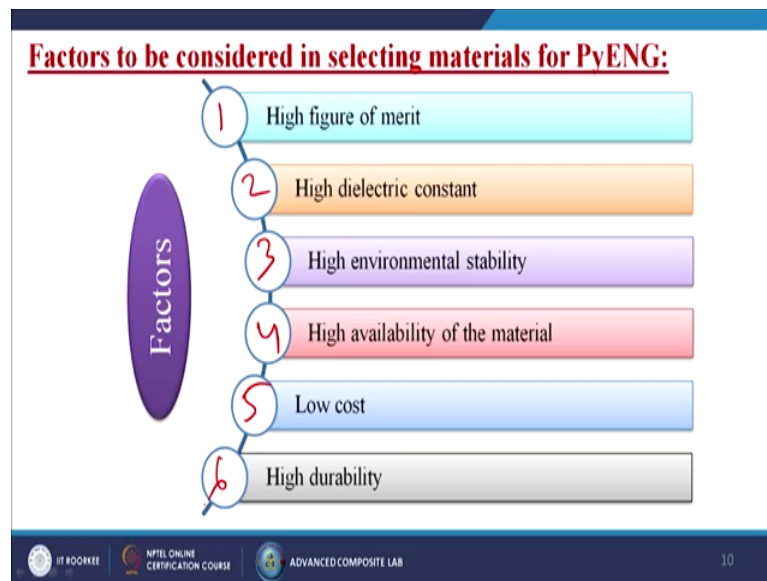 Factors to be considered in selecting materials for PyENG:
Factors
1 High figure of merit
2 High dielectric constant
3 High environmental stability
4 High availability of the material
5 Low cost
6 High durability
IIT ROORKEE
NPTEL ONLINE
CERTIFICATION COURSE
ADVANCED COMPOSITE LAB
10